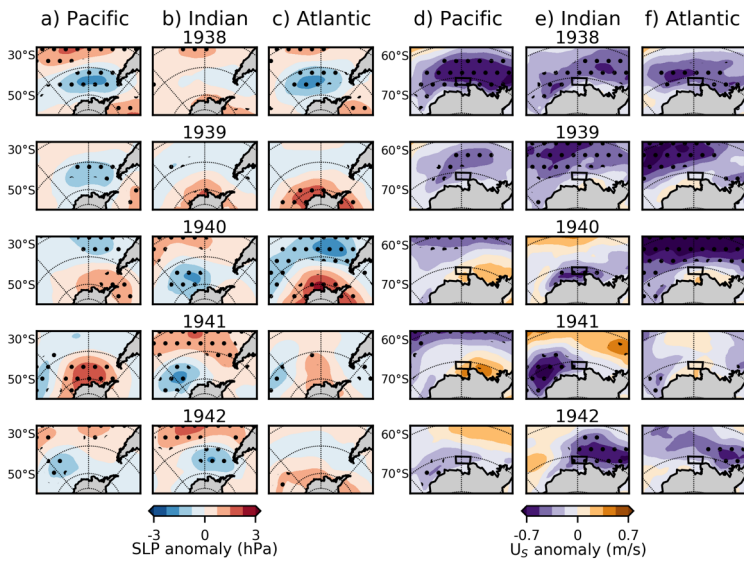 a) Pacific b) Indian c) Atlantic d) Pacific e) Indian f) Atlantic
1938 1938
30°S 60°S
50°S 70°S
1939 1939
30°S 60°S
50°S 70°S
1940 1940
30°S 60°S
50°S 70°S
1941 1941
30°S 60°S
50°S 70°S
1942 1942
30°S 60°S
50°S 70°S
-3 0 3 -0.7 0 0.7
SLP anomaly (hPa) US anomaly (m/s)